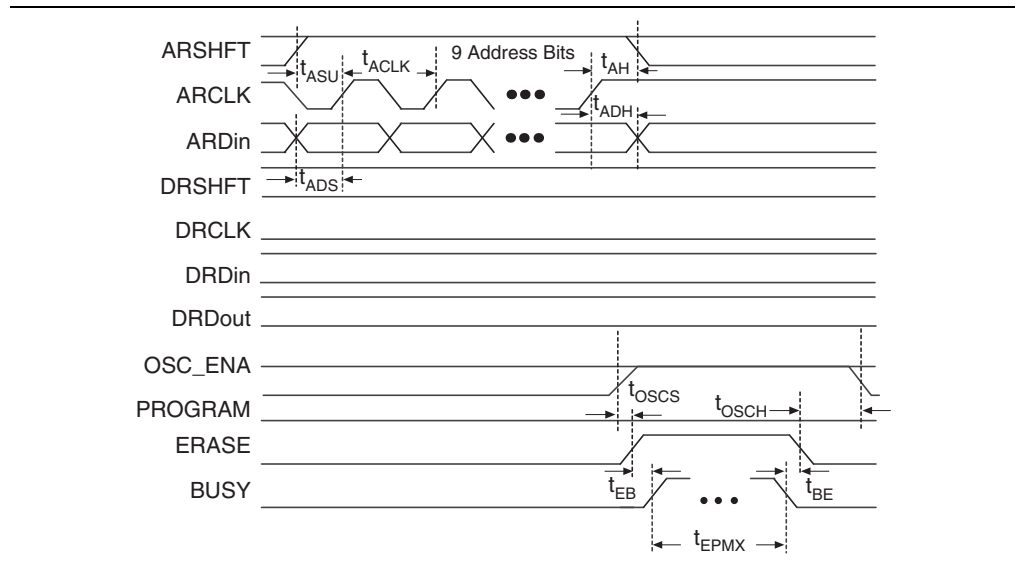 ARSHFT
9 Address Bits
tASU
tACLK
tAH
ARCLK
tADH
ARDin
tADS
DRSHFT
DRCLK
DRDin
DRDout
OSC_ENA
tOSCS
tOSCH
PROGRAM
ERASE
tEB
tBE
BUSY
tEPMX